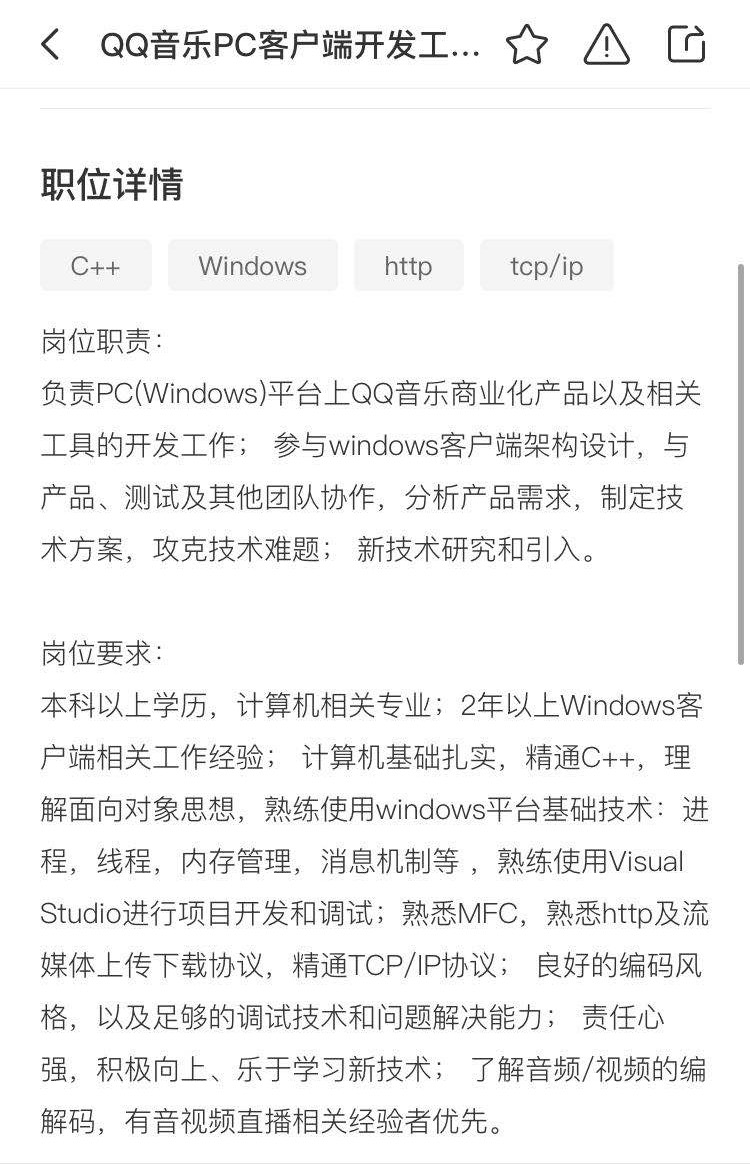 QQ音乐PC客户端开发工...
职位详情
C++ Windows http tcp/ip
岗位职责：
负责PC(Windows)平台上QQ音乐商业化产品以及相关
工具的开发工作； 参与windows客户端架构设计，与
产品、测试及其他团队协作，分析产品需求，制定技
术方案，攻克技术难题； 新技术研究和引入。
岗位要求：
本科以上学历，计算机相关专业；2年以上Windows客
户端相关工作经验； 计算机基础扎实，精通C++，理
解面向对象思想，熟练使用windows平台基础技术：进
程，线程，内存管理，消息机制等 ，熟练使用Visual
Studio进行项目开发和调试；熟悉MFC，熟悉http及流
媒体上传下载协议，精通TCP/IP协议； 良好的编码风
格，以及足够的调试技术和问题解决能力； 责任心
强，积极向上、乐于学习新技术； 了解音频/视频的编
解码，有音视频直播相关经验者优先。